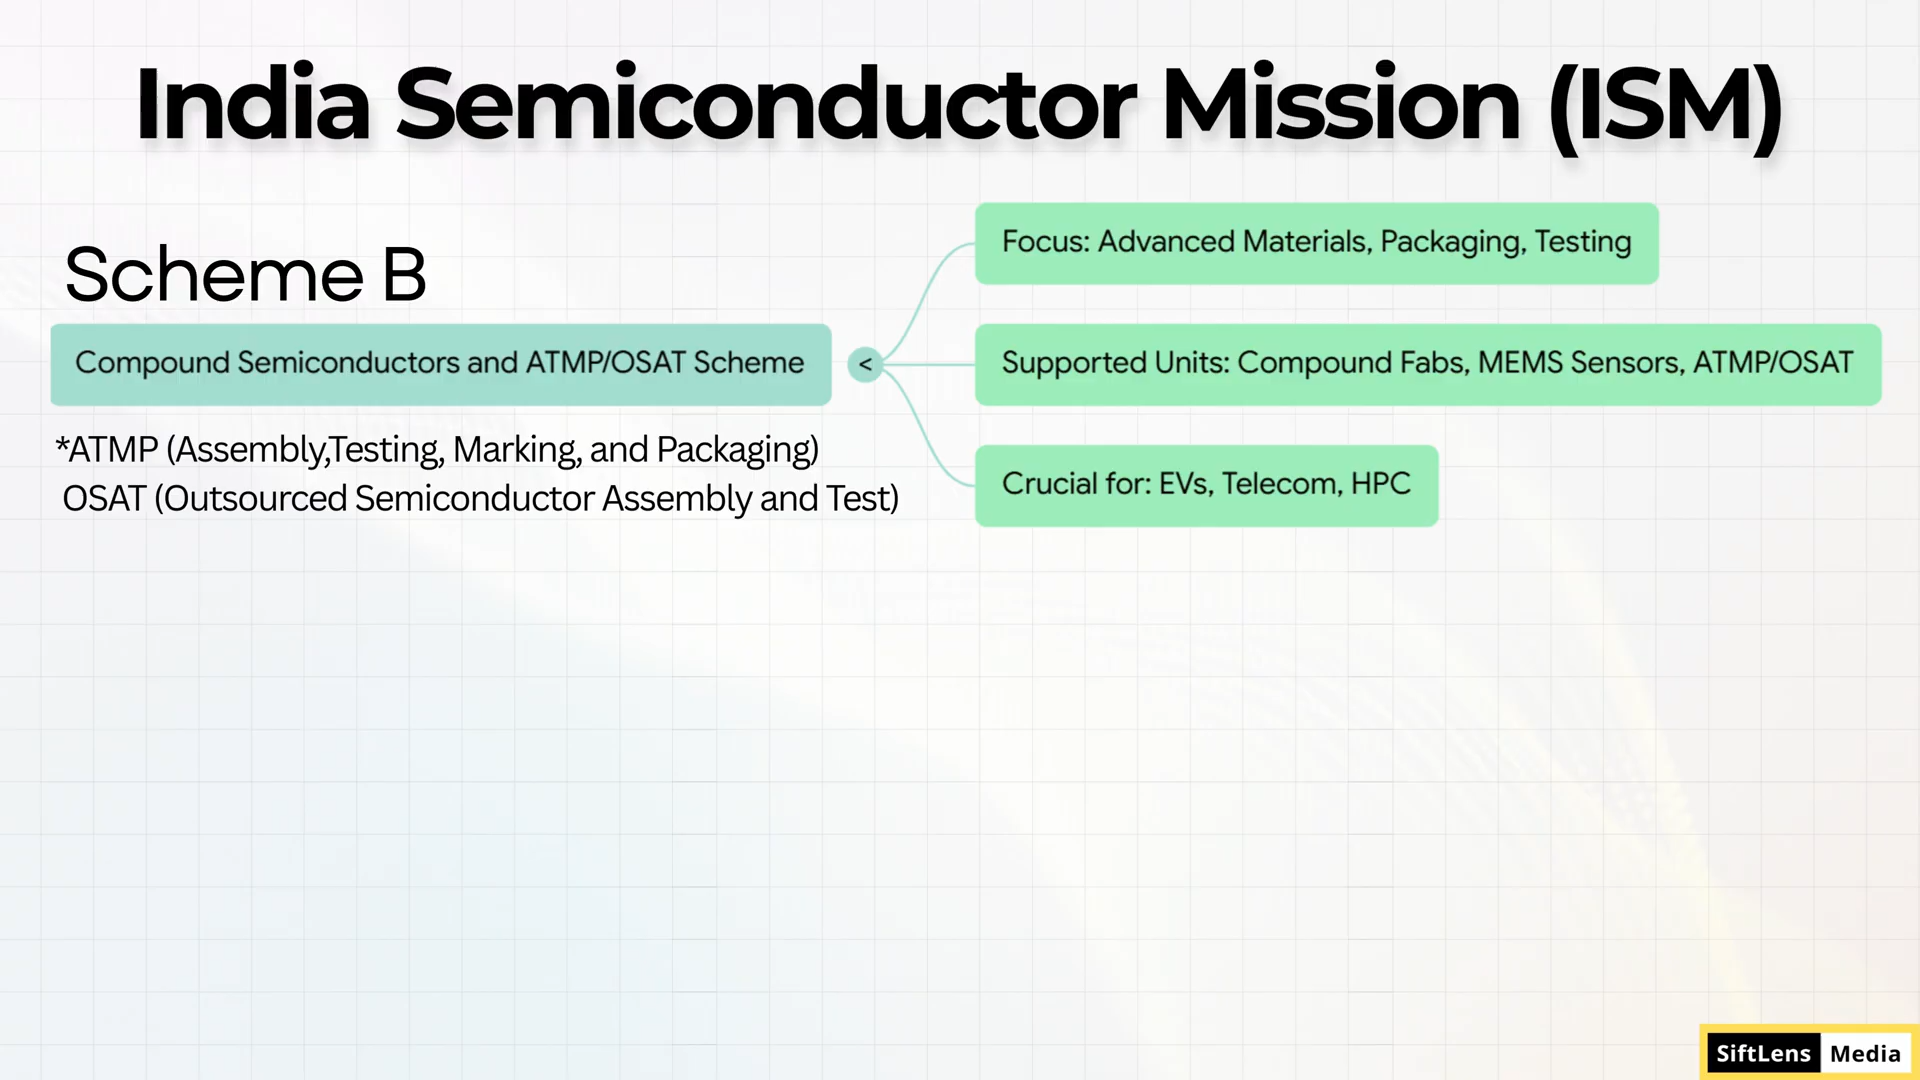 India Semiconductor Mission (ISM)
Scheme B
Compound Semiconductors and ATMP/OSAT Scheme
<
*ATMP (Assembly,Testing, Marking, and Packaging)
OSAT (Outsourced Semiconductor Assembly and Test)
Focus: Advanced Materials, Packaging, Testing
Supported Units: Compound Fabs, MEMS Sensors, ATMP/OSAT
Crucial for: EVs, Telecom, HPC
SiftLens Media